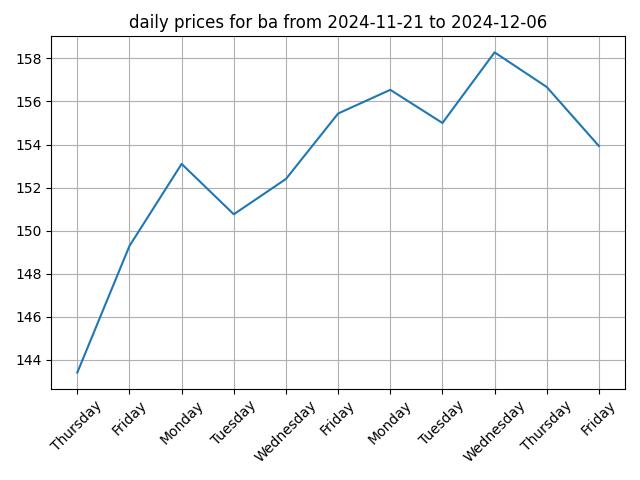 daily prices for ba from 2024-11-21 to 2024-12-06
158
156
154
152
150
148
146
144
Thursday
Friday
Monday
Tuesday
Wednesday
Friday
Monday
Tuesday
Wednesday
Thursday
Friday